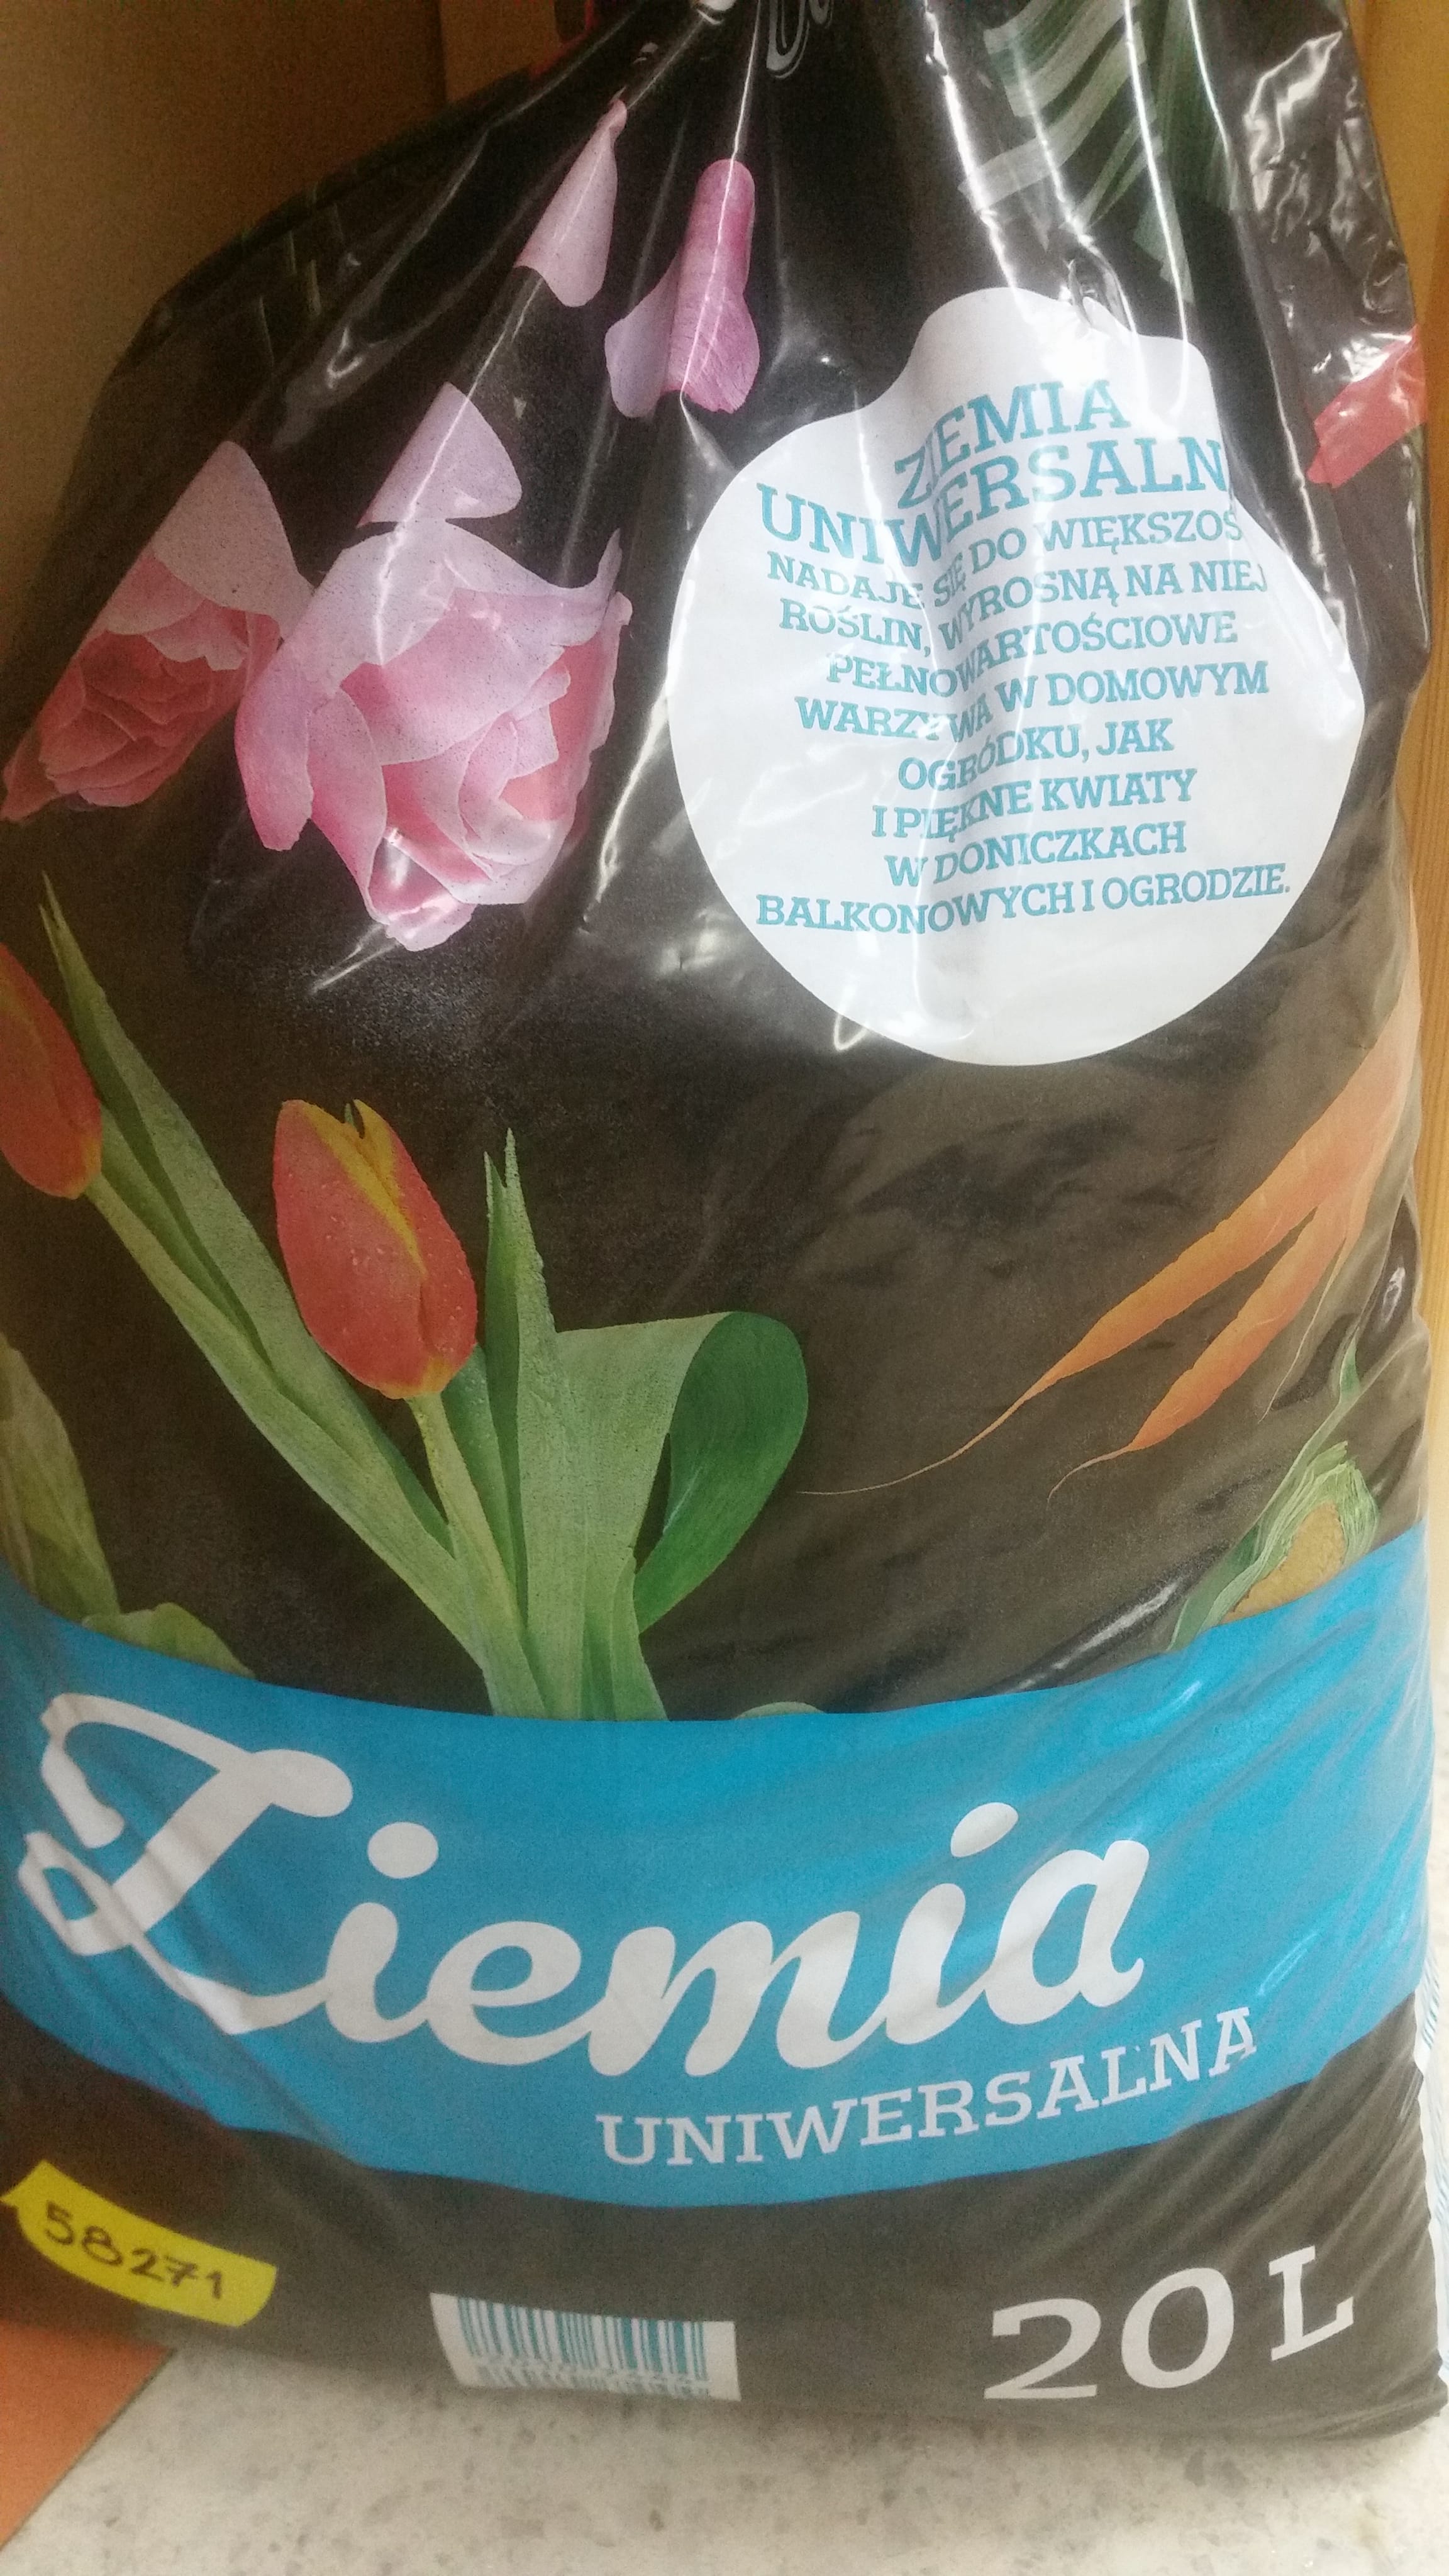 ZIEMIA
UNIWERSALN
NADAJE SIĘ DO WIĘKSZOŚ
ROŚLIN, WYROSNĄ NA NIEJ
PEŁNOWARTOŚCIOWE
WARZYWA W DOMOWYM
OGRÓDKU, JAK
I PIĘKNE KWIATY
W DONICZKACH
BALKONOWYCH I OGRODZIE.
Ziemia
UNIWERSALNA
58271
20 L